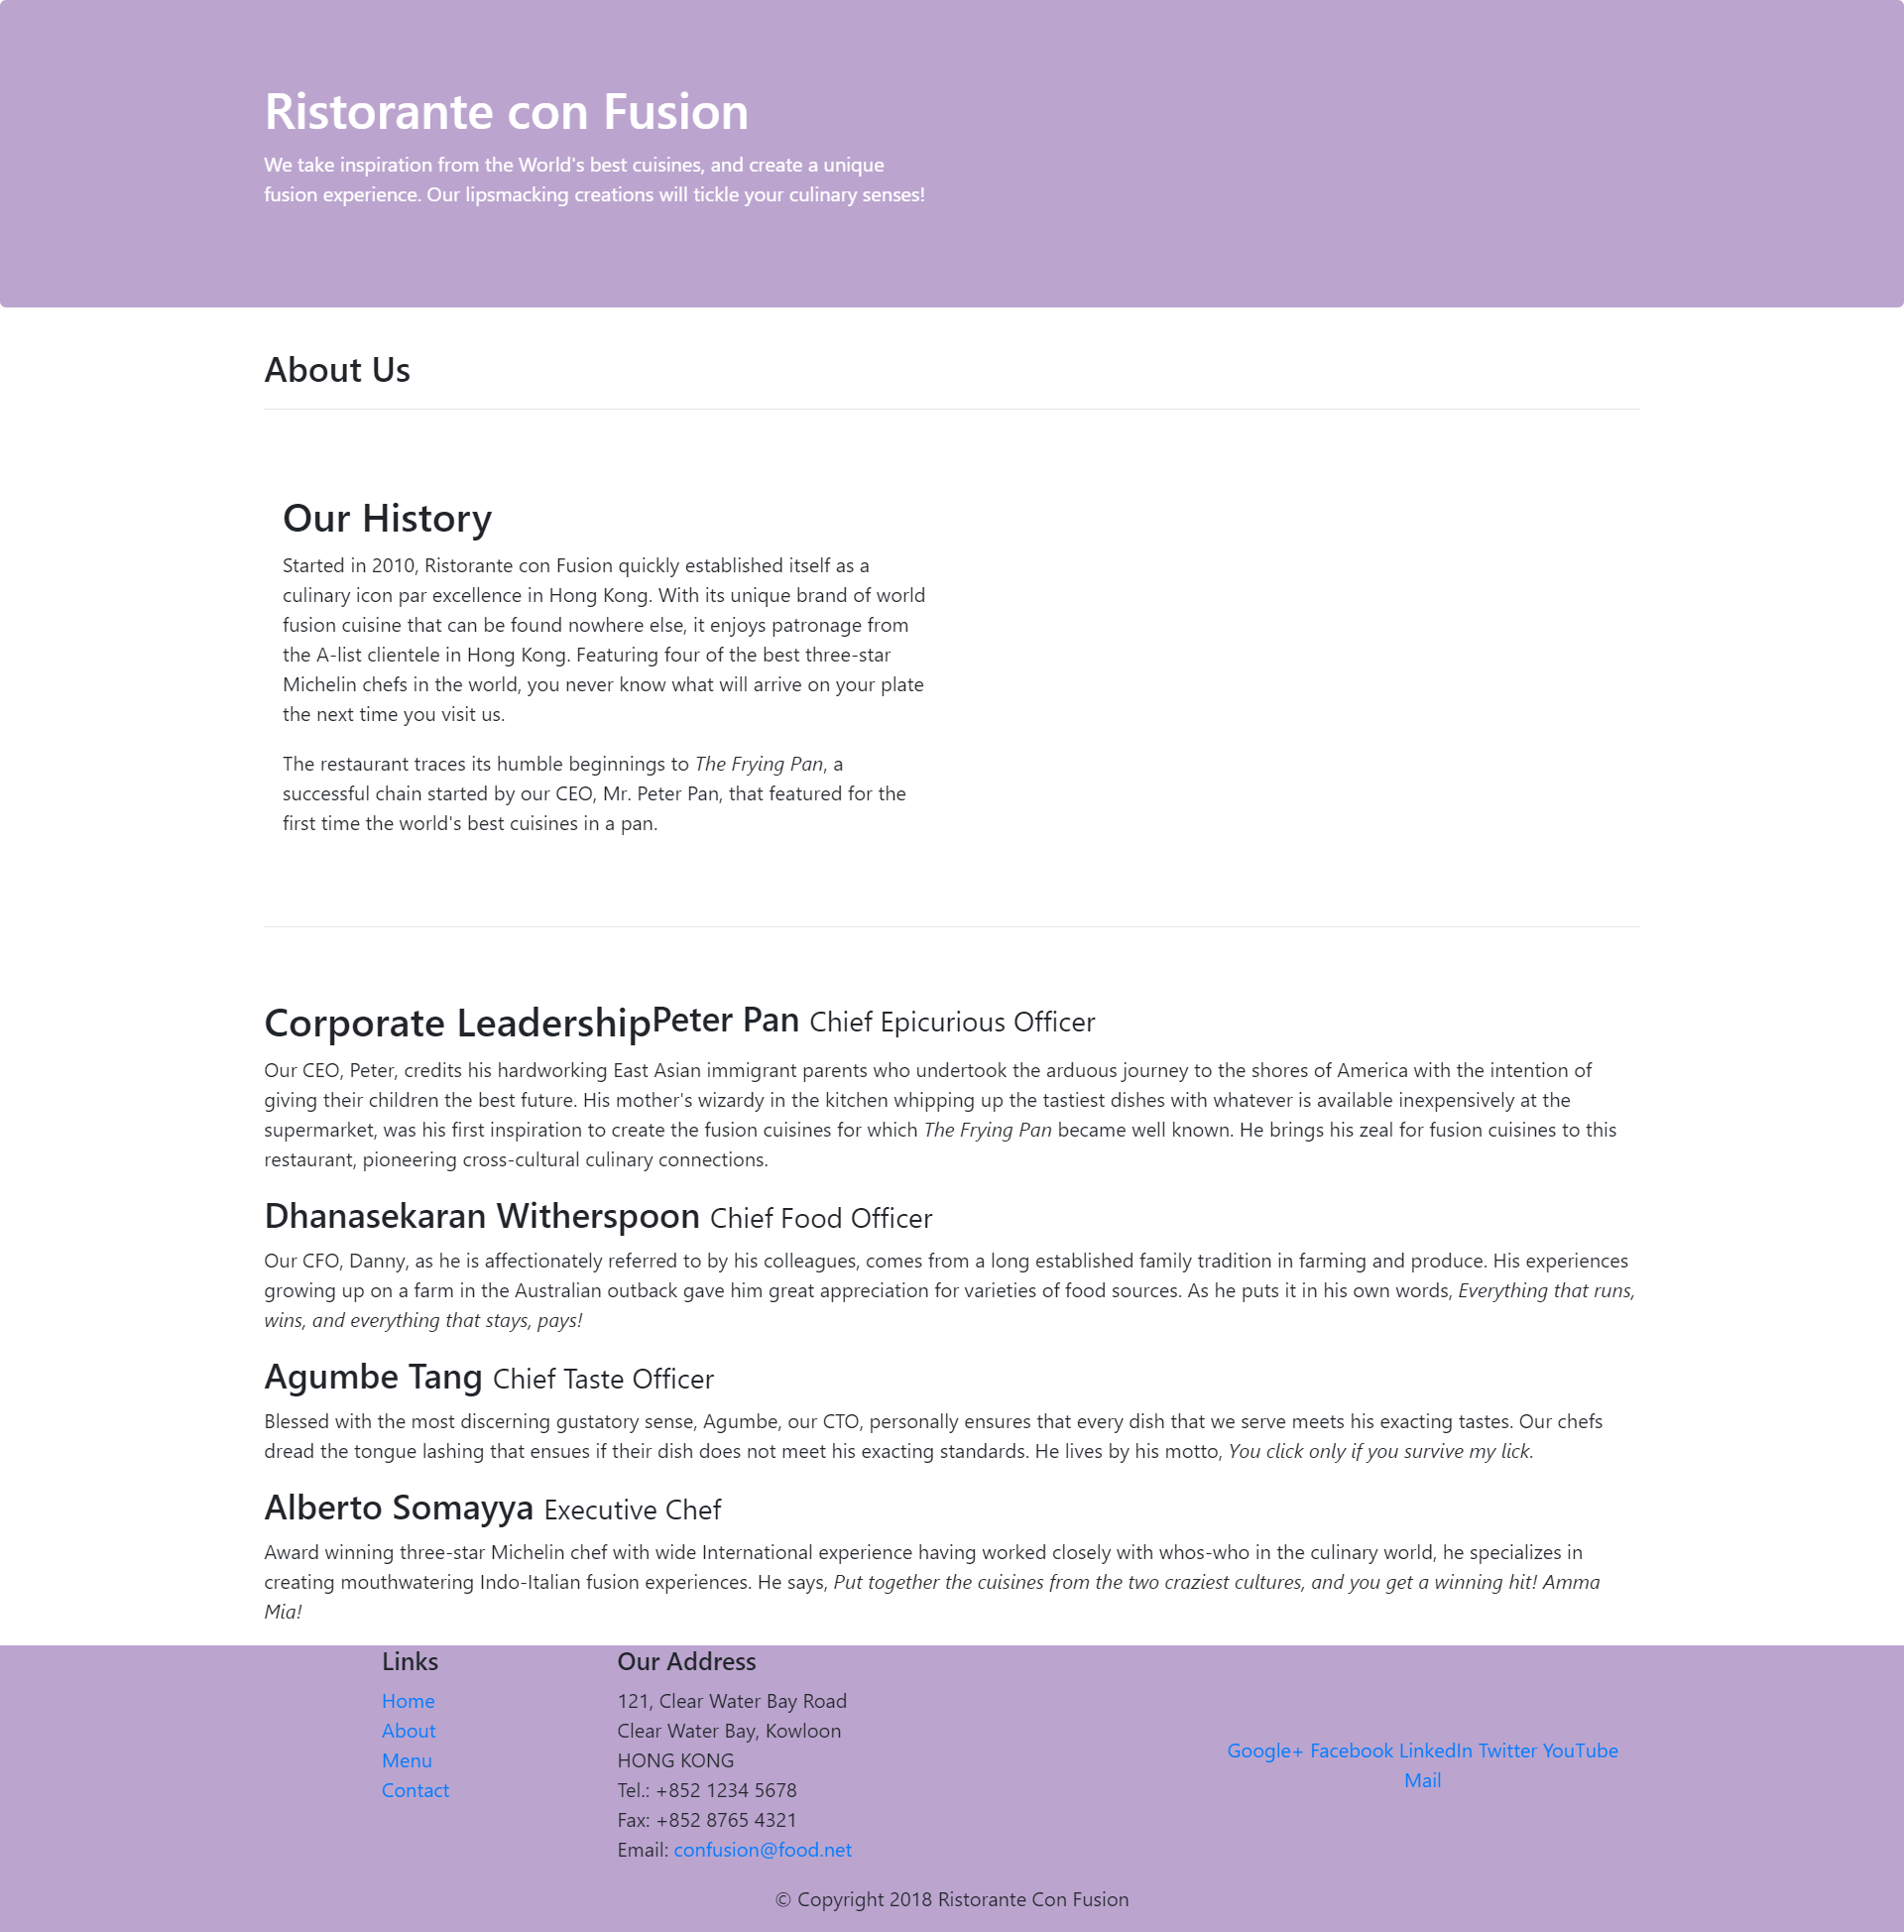 Ristorante con Fusion
We take inspiration from the World's best cuisines, and create a unique
fusion experience. Our lipsmacking creations will tickle your culinary senses!
About Us
Our History
Started in 2010, Ristorante con Fusion quickly established itself as a
culinary icon par excellence in Hong Kong. With its unique brand of world
fusion cuisine that can be found nowhere else, it enjoys patronage from
the A-list clientele in Hong Kong. Featuring four of the best three-star
Michelin chefs in the world, you never know what will arrive on your plate
the next time you visit us.
The restaurant traces its humble beginnings to The Frying Pan, a
successful chain started by our CEO, Mr. Peter Pan, that featured for the
first time the world's best cuisines in a pan.
Corporate LeadershipPeter Pan Chief Epicurious Officer
Our CEO, Peter, credits his hardworking East Asian immigrant parents who undertook the arduous journey to the shores of America with the intention of
giving their children the best future. His mother's wizardy in the kitchen whipping up the tastiest dishes with whatever is available inexpensively at the
supermarket, was his first inspiration to create the fusion cuisines for which The Frying Pan became well known. He brings his zeal for fusion cuisines to this
restaurant, pioneering cross-cultural culinary connections.
Dhanasekaran Witherspoon Chief Food Officer
Our CFO, Danny, as he is affectionately referred to by his colleagues, comes from a long established family tradition in farming and produce. His experiences
growing up on a farm in the Australian outback gave him great appreciation for varieties of food sources. As he puts it in his own words, Everything that runs,
wins, and everything that stays, pays!
Agumbe Tang Chief Taste Officer
Blessed with the most discerning gustatory sense, Agumbe, our CTO, personally ensures that every dish that we serve meets his exacting tastes. Our chefs
dread the tongue lashing that ensues if their dish does not meet his exacting standards. He lives by his motto, You click only if you survive my lick.
Alberto Somayya Executive Chef
Award winning three-star Michelin chef with wide International experience having worked closely with whos-who in the culinary world, he specializes in
creating mouthwatering Indo-Italian fusion experiences. He says, Put together the cuisines from the two craziest cultures, and you get a winning hit! Amma
Mia!
Links
Home
About
Menu
Contact
Our Address
121, Clear Water Bay Road
Clear Water Bay, Kowloon
HONG KONG
Tel.: +852 1234 5678
Fax: +852 8765 4321
Email: confusion@food.net
Google+ Facebook LinkedIn Twitter YouTube
Mail
© Copyright 2018 Ristorante Con Fusion